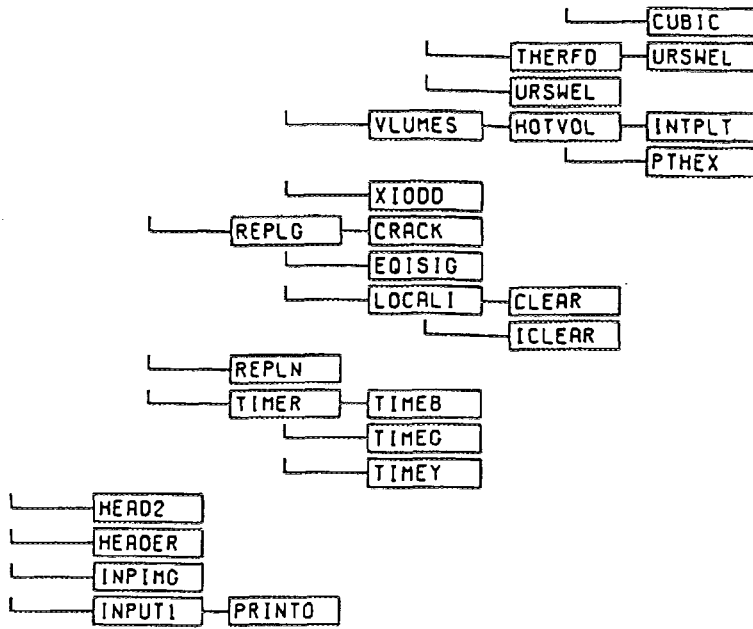 CUBIC
THERFD URSWEL
URSWEL
VLUMES HOTVOL INTPLT
PTHEX
XIODD
REPLG CRACK
EQISIG
LOCALI CLEAR
ICLEAR
REPLN
TIMER TIMEB
TIMEG
TIMEY
HEAD2
HEADER
INPIMG
INPUT1 PRINTO